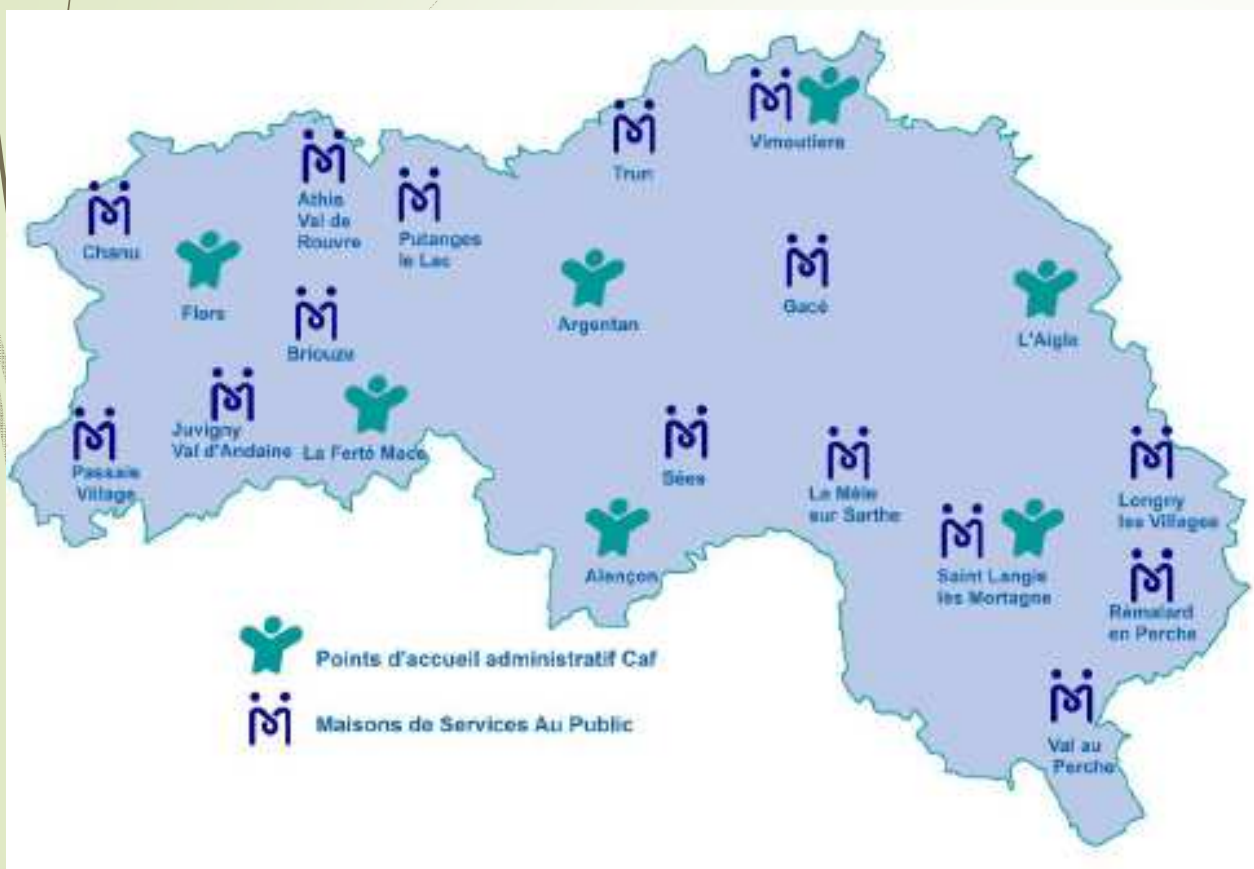 Vimoutiers
Trun
Athis
Val de
Rouvre
Putanges
le Lac
Chanu
Flers
Argentan
Gacé
L'Aigle
Briouze
Juvigny
Val d'Andaine
La Ferté Macé
Passais
Village
Sées
Le Mêle
sur Sarthe
Longny
les Villages
Alençon
Saint Langis
les Mortagne
Rémalard
en Perche
Val au
Perche
Points d'accueil administratif Caf
Maisons de Services Au Public